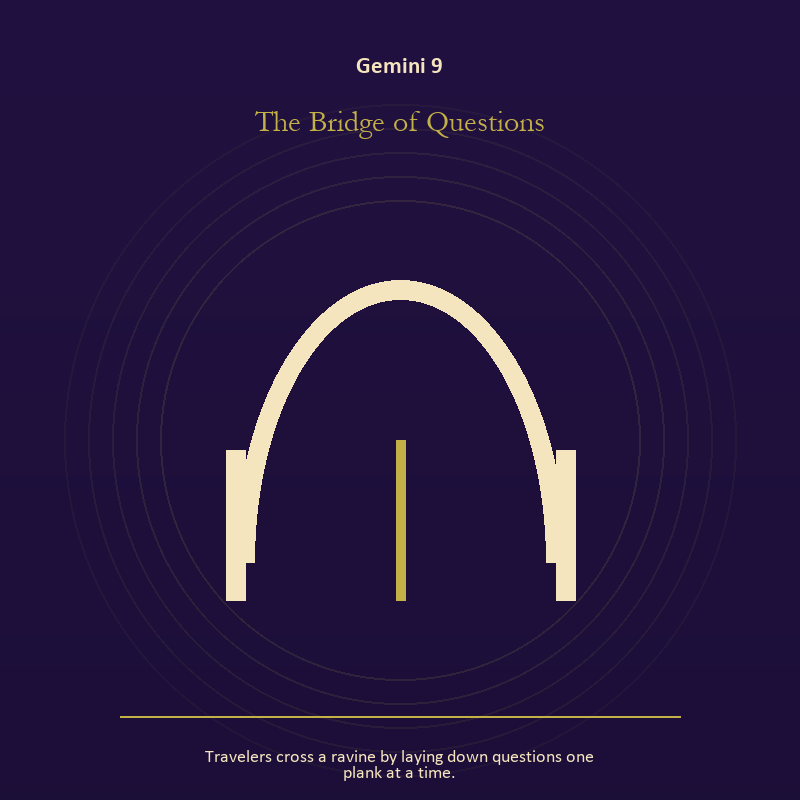 Gemini 9
The Bridge of Questions
Travelers cross a ravine by laying down questions one
plank at a time.